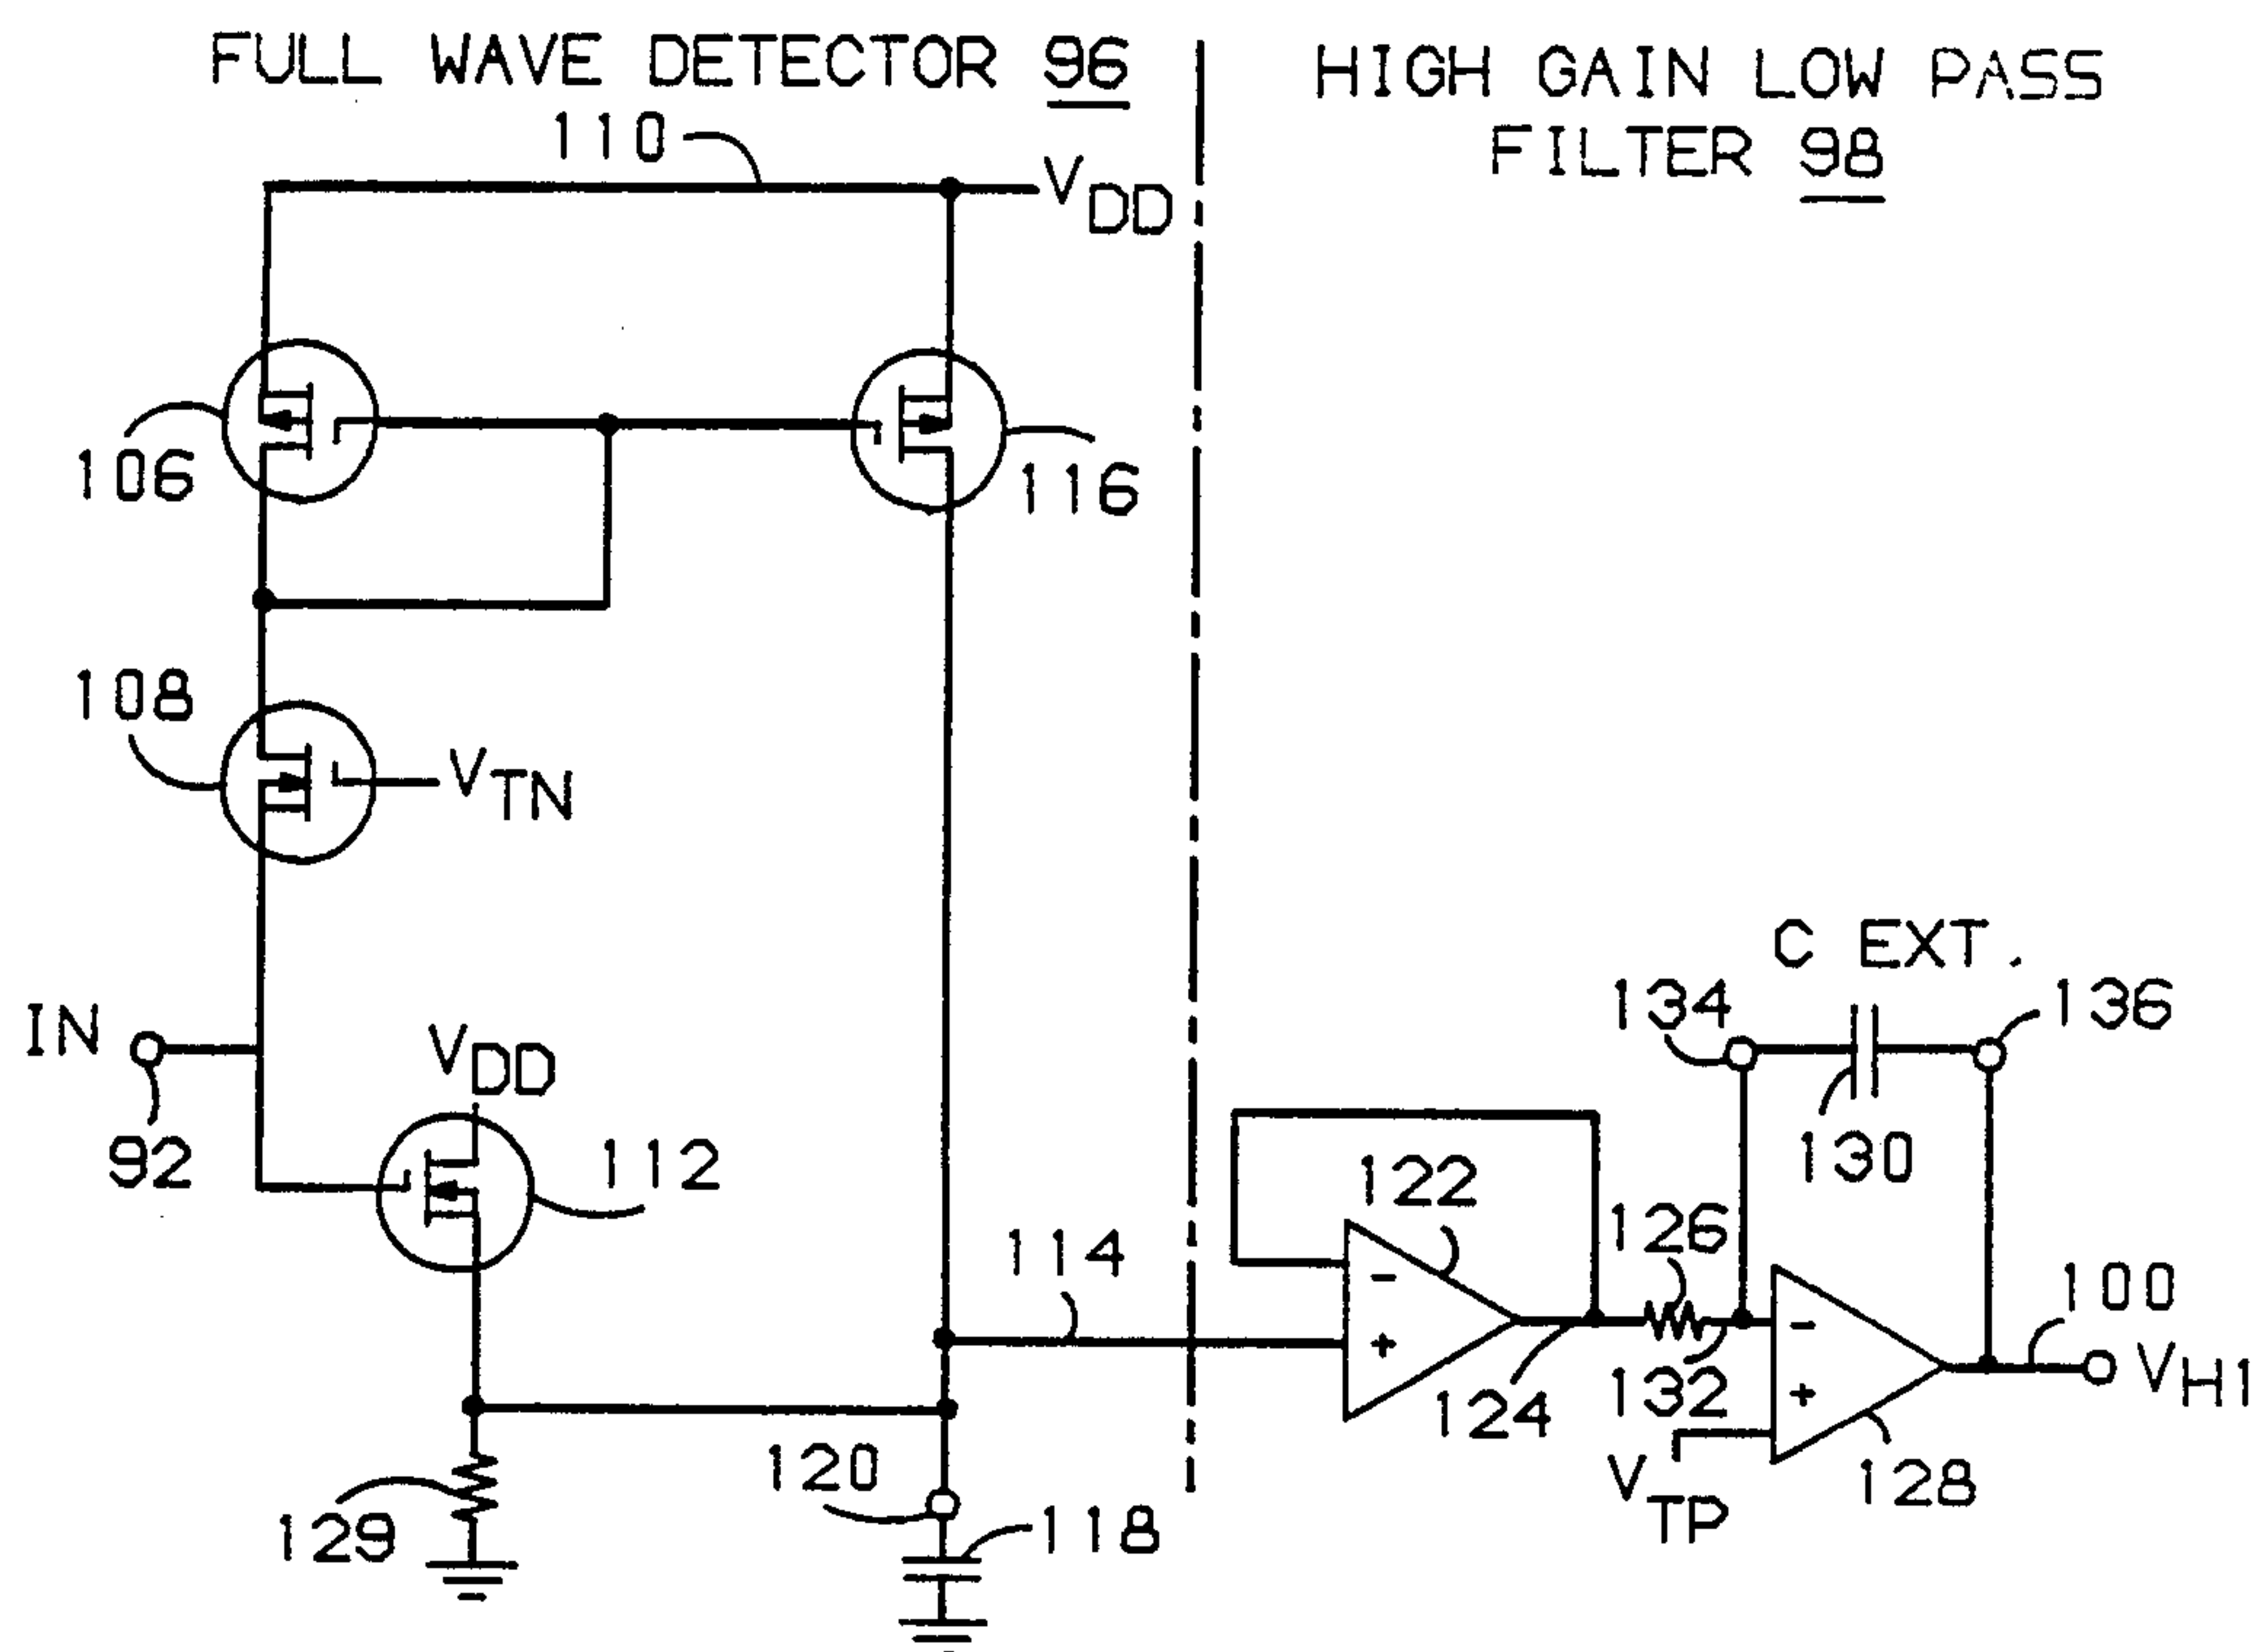 FULL WAVE DETECTOR 96
HIGH GAIN LOW PASS
FILTER 98
110
VDD
106
116
108
VTN
C EXT.
134
136
IN
VDD
130
92
112
122
126
114
100
VH1
124
132
120
VTP
128
129
118